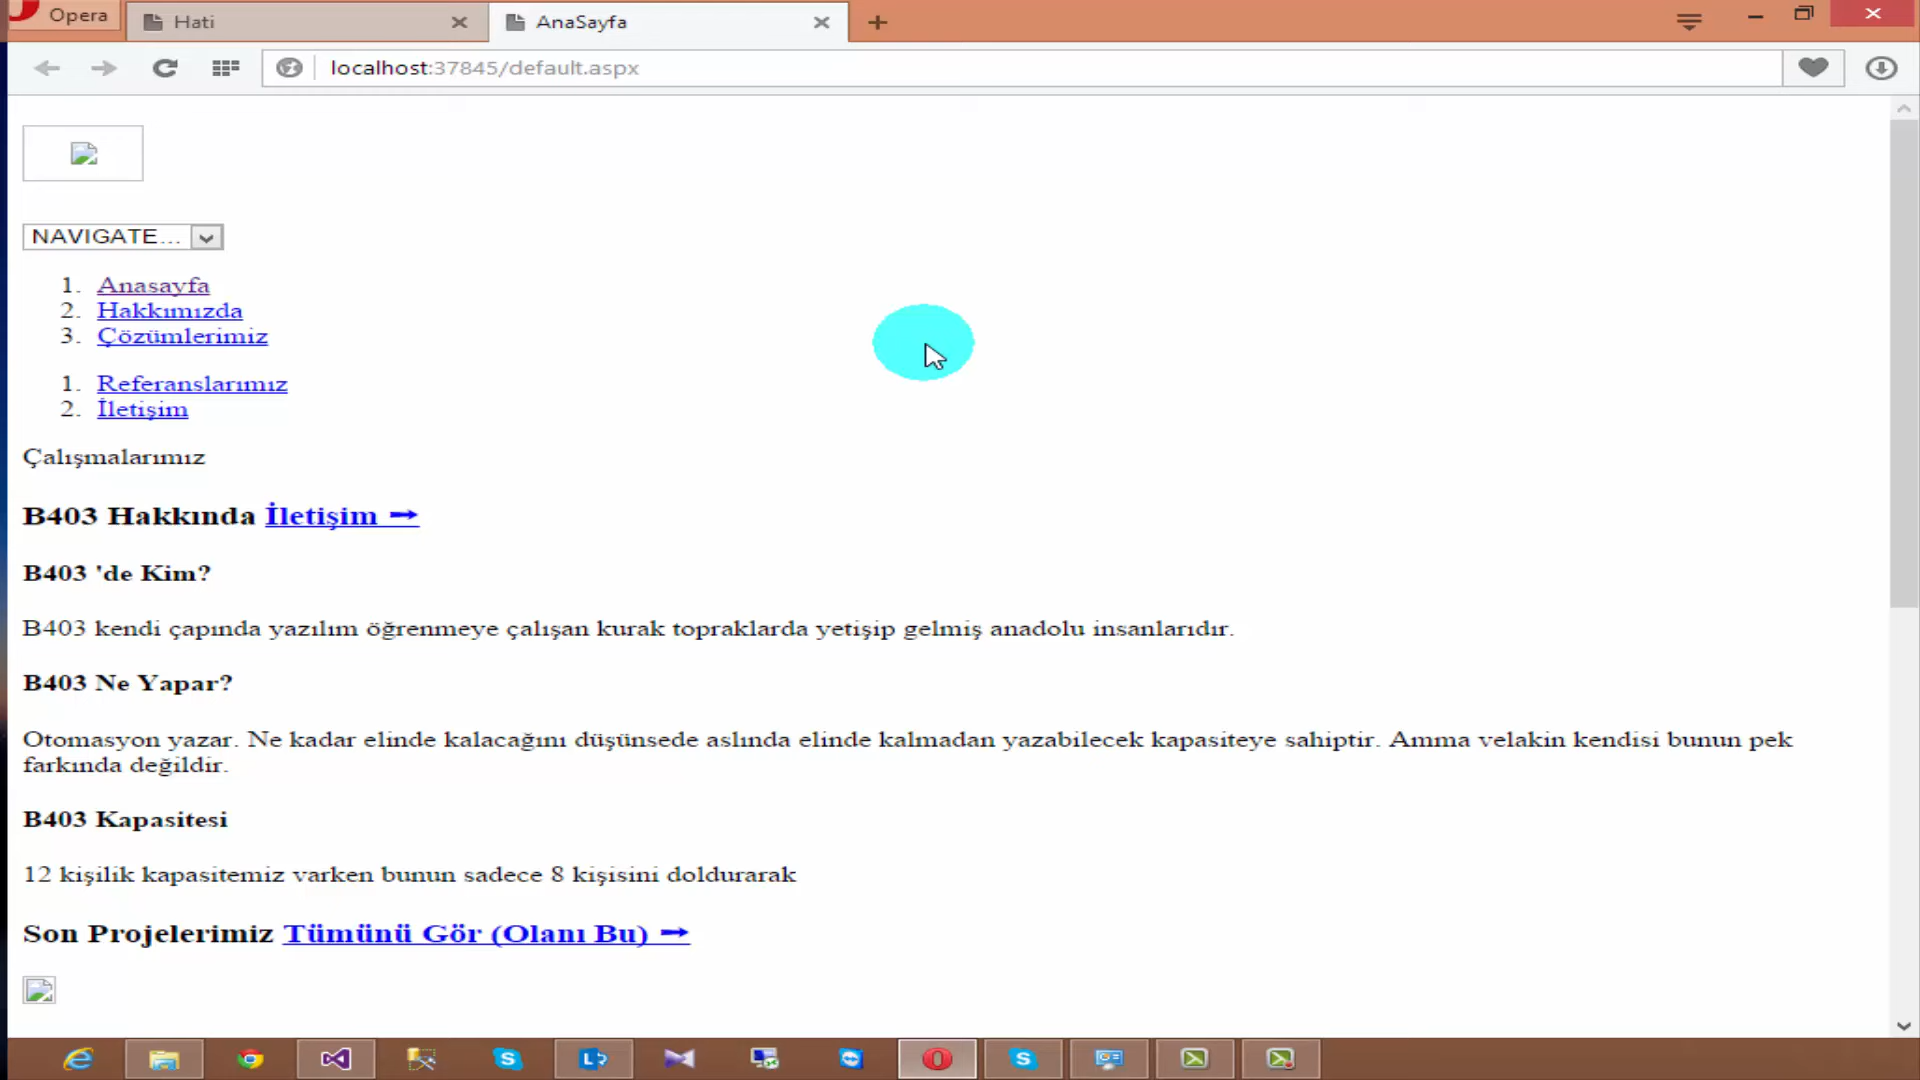 Opera
Hati
AnaSayfa
localhost:37845/default.aspx
NAVIGATE...
1. Anasayfa
2. Hakkımızda
3. Çözümlerimiz
1. Referanslarımız
2. İletişim
Çalışmalarımız
B403 Hakkında İletişim →
B403 'de Kim?
B403 kendi çapında yazılım öğrenmeye çalışan kurak topraklarda yetişip gelmiş anadolu insanlarıdır.
B403 Ne Yapar?
Otomasyon yazar. Ne kadar elinde kalacağını düşünsede aslında elinde kalmadan yazabilecek kapasiteye sahiptir. Amma velakin kendisi bunun pek
farkında değildir.
B403 Kapasitesi
12 kişilik kapasitemiz varken bunun sadece 8 kişisini doldurarak
Son Projelerimiz Tümünü Gör (Olanı Bu) →